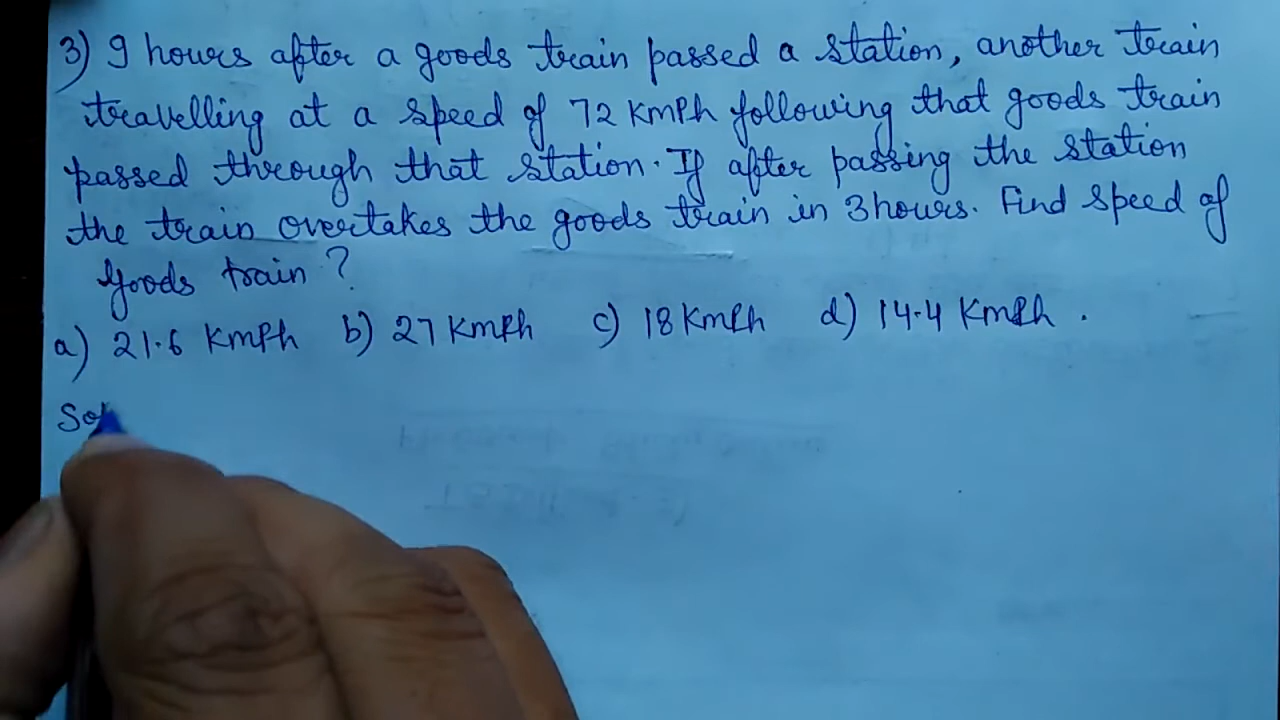 3) 9 hours after a goods train passed a station, another train
travelling at a speed of 72 KmPh following that goods train
passed through that station. If after passing the station
the train overtakes the goods train in 3 hours. Find speed of
goods train ?
a) 21.6 KmPh b) 27 KmPh c) 18 KmPh d) 14.4 KmPh .
So